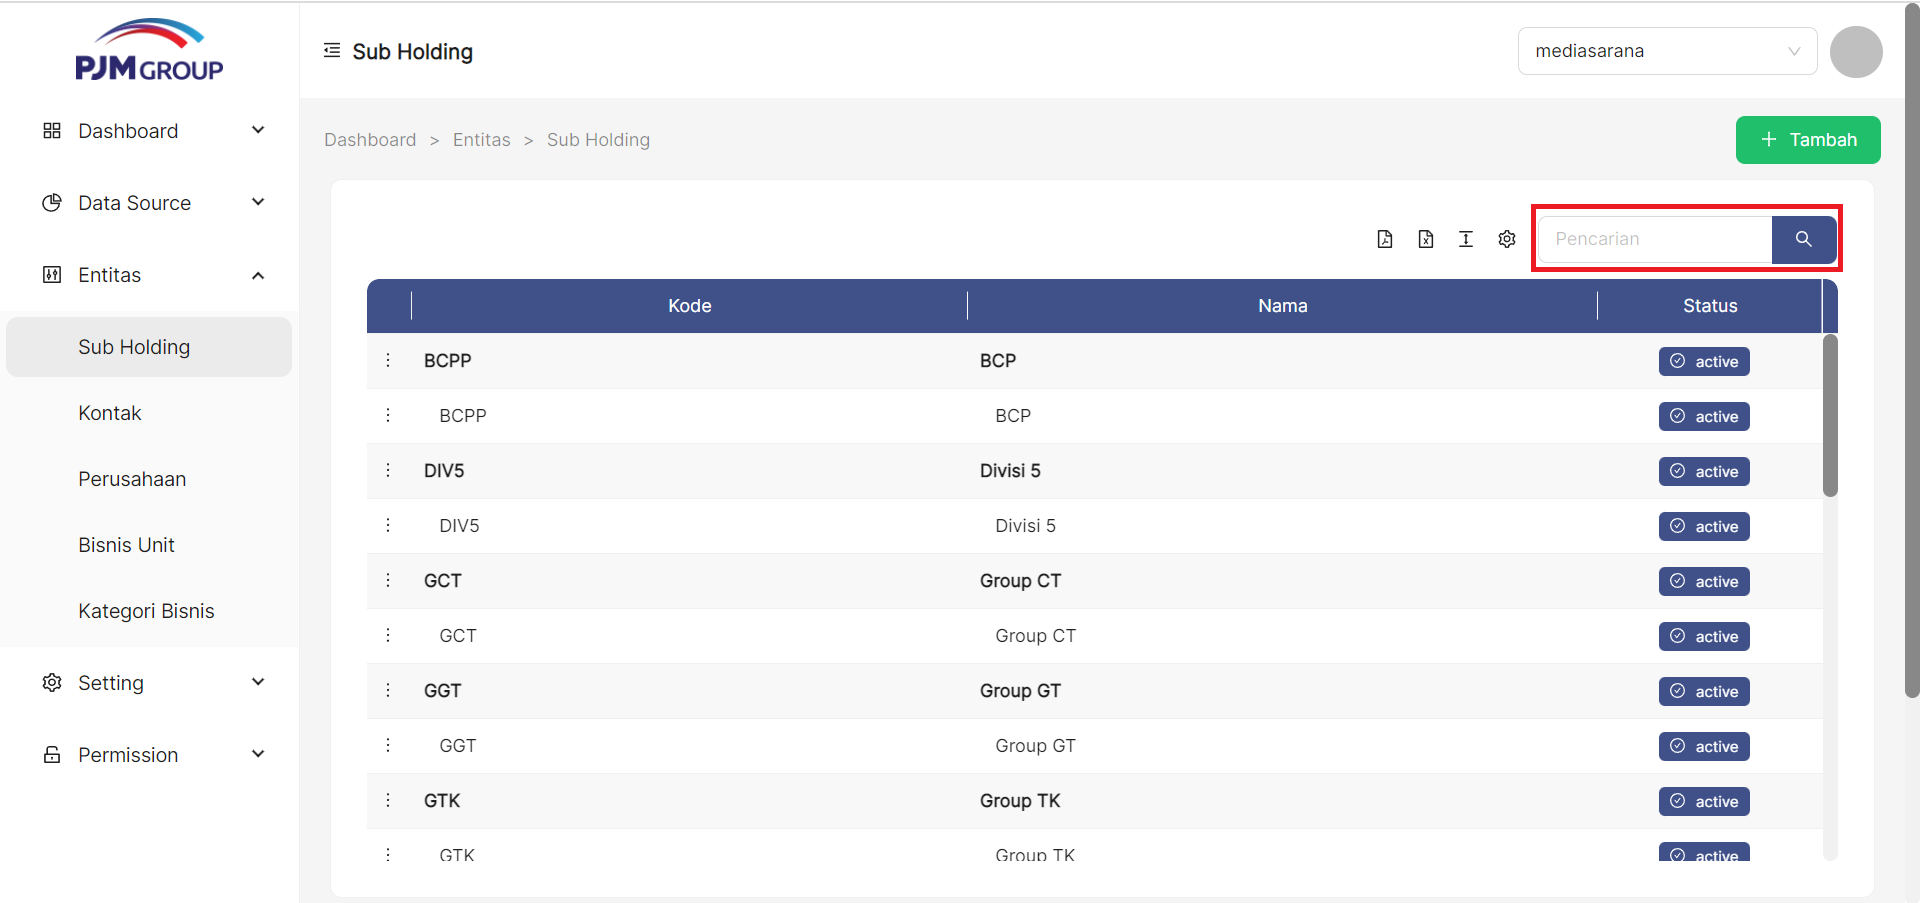 PJM GROUP
Dashboard
Data Source
Entitas
Sub Holding
Kontak
Perusahaan
Bisnis Unit
Kategori Bisnis
Setting
Permission
Sub Holding
mediasarana
Dashboard > Entitas > Sub Holding
+ Tambah
Pencarian
Kode Nama Status
BCPP BCP active
BCPP BCP active
DIV5 Divisi 5 active
DIV5 Divisi 5 active
GCT Group CT active
GCT Group CT active
GGT Group GT active
GGT Group GT active
GTK Group TK active
GTK Group TK active